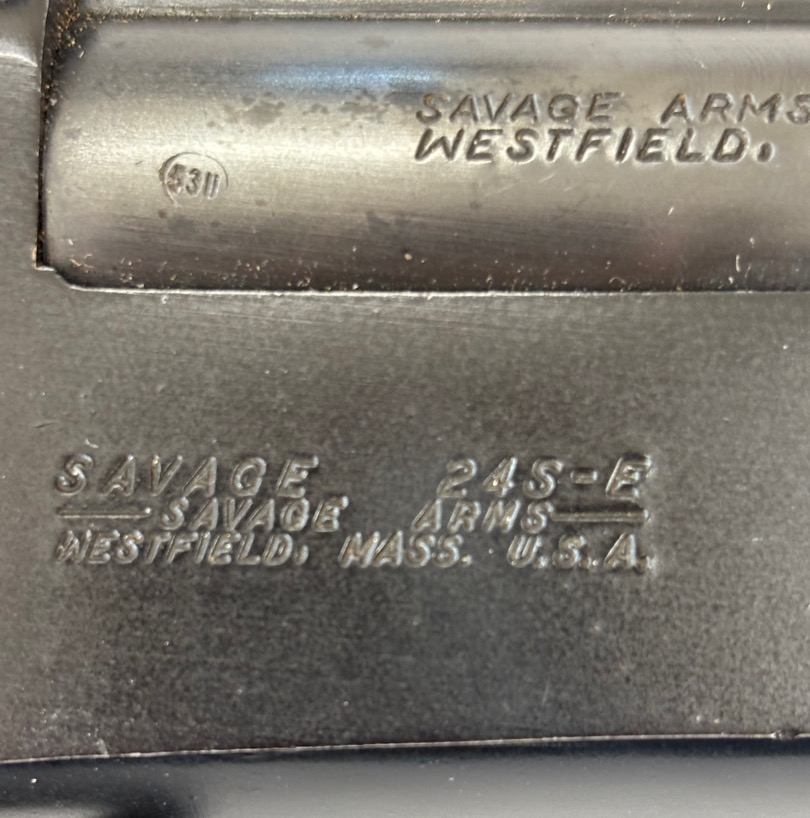 SAVAGE ARMS
WESTFIELD.
5311
SAVAGE 24S-E
SAVAGE ARMS
WESTFIELD, MASS. U.S.A.